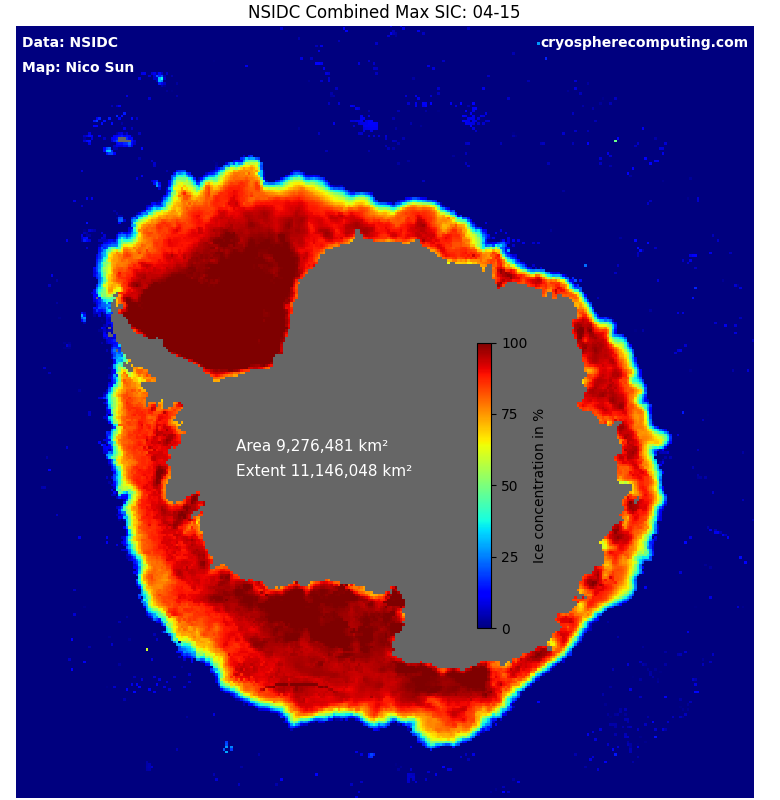 NSIDC Combined Max SIC: 04-15
Data: NSIDC
cryospherecomputing.com
Map: Nico Sun
100
75
50
25
0
Ice concentration in %
Area 9,276,481 km²
Extent 11,146,048 km²